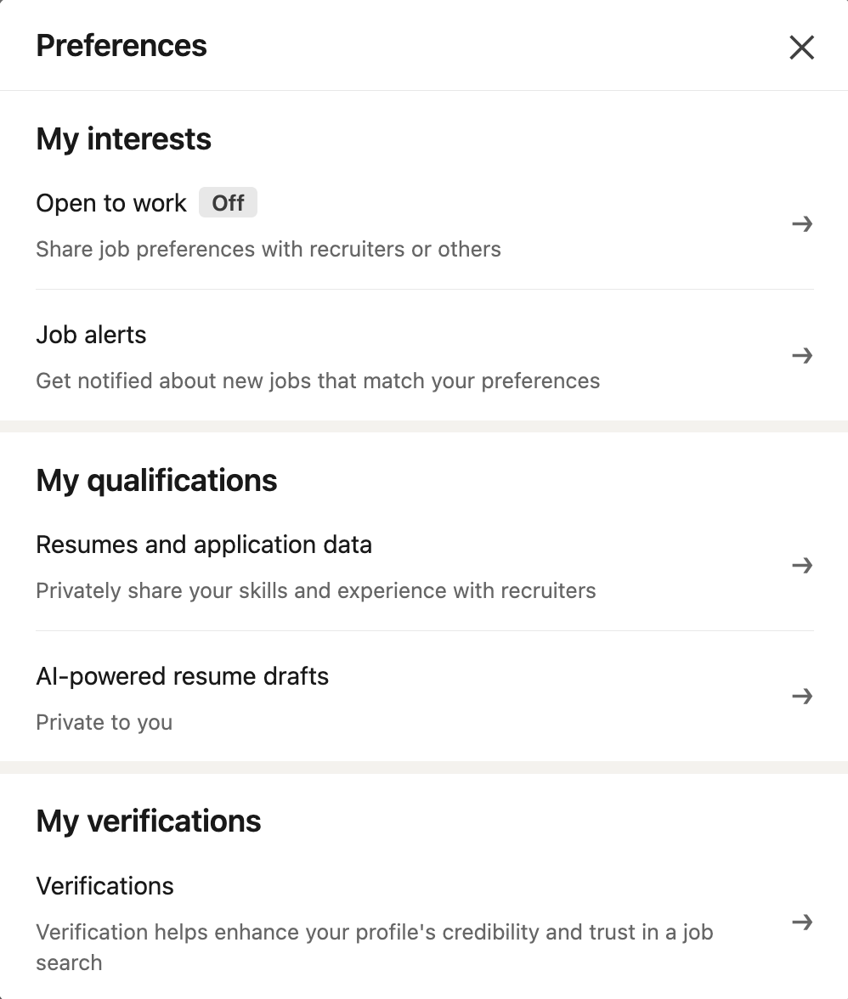 Preferences
My interests
Open to work Off
Share job preferences with recruiters or others
Job alerts
Get notified about new jobs that match your preferences
My qualifications
Resumes and application data
Privately share your skills and experience with recruiters
AI-powered resume drafts
Private to you
My verifications
Verifications
Verification helps enhance your profile's credibility and trust in a job
search